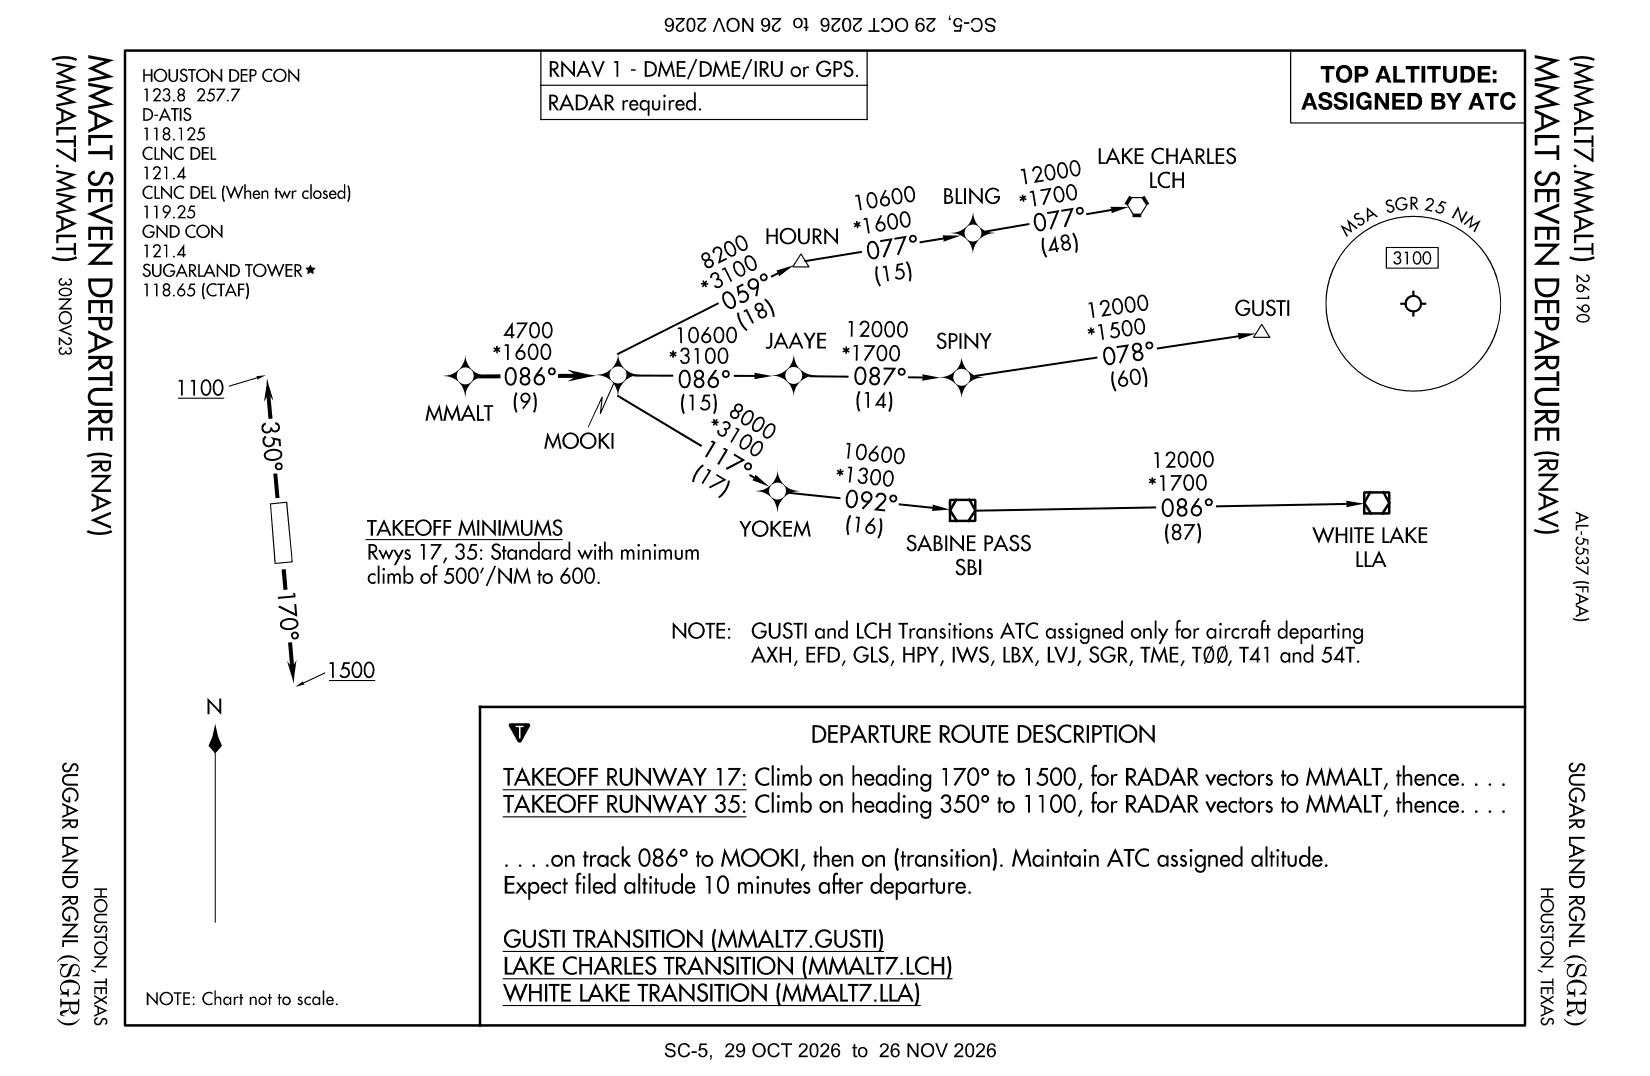 SC-5, 29 OCT 2026 to 26 NOV 2026
MMALT SEVEN DEPARTURE (RNAV)
(MMALT7.MMALT) 30NOV23
SUGAR LAND RGNL (SGR)
HOUSTON, TEXAS
HOUSTON DEP CON
123.8 257.7
D-ATIS
118.125
CLNC DEL
121.4
CLNC DEL (When twr closed)
119.25
GND CON
121.4
SUGARLAND TOWER★
118.65 (CTAF)
RNAV 1 - DME/DME/IRU or GPS.
RADAR required.
TOP ALTITUDE:
ASSIGNED BY ATC
MSA SGR 25 NM
3100
LAKE CHARLES
LCH
12000
*1700
077°
(48)
BLING
10600
*1600
077°
(15)
HOURN
8200
*3100
059°
(18)
4700
*1600
086°
(9)
MMALT
MOOKI
10600
*3100
086°
(15)
JAAYE
12000
*1700
087°
(14)
SPINY
12000
*1500
078°
(60)
GUSTI
8000
*3100
117°
(17)
YOKEM
10600
*1300
092°
(16)
SABINE PASS
SBI
12000
*1700
086°
(87)
WHITE LAKE
LLA
1100
350°
170°
1500
N
TAKEOFF MINIMUMS
Rwys 17, 35: Standard with minimum
climb of 500'/NM to 600.
NOTE: GUSTI and LCH Transitions ATC assigned only for aircraft departing
AXH, EFD, GLS, HPY, IWS, LBX, LVJ, SGR, TME, TØØ, T41 and 54T.
T
DEPARTURE ROUTE DESCRIPTION
TAKEOFF RUNWAY 17: Climb on heading 170° to 1500, for RADAR vectors to MMALT, thence. . . .
TAKEOFF RUNWAY 35: Climb on heading 350° to 1100, for RADAR vectors to MMALT, thence. . . .
. . . .on track 086° to MOOKI, then on (transition). Maintain ATC assigned altitude.
Expect filed altitude 10 minutes after departure.
GUSTI TRANSITION (MMALT7.GUSTI)
LAKE CHARLES TRANSITION (MMALT7.LCH)
WHITE LAKE TRANSITION (MMALT7.LLA)
NOTE: Chart not to scale.
(MMALT7.MMALT) 26190
MMALT SEVEN DEPARTURE (RNAV)
AL-5537 (FAA)
SUGAR LAND RGNL (SGR)
HOUSTON, TEXAS
SC-5, 29 OCT 2026 to 26 NOV 2026